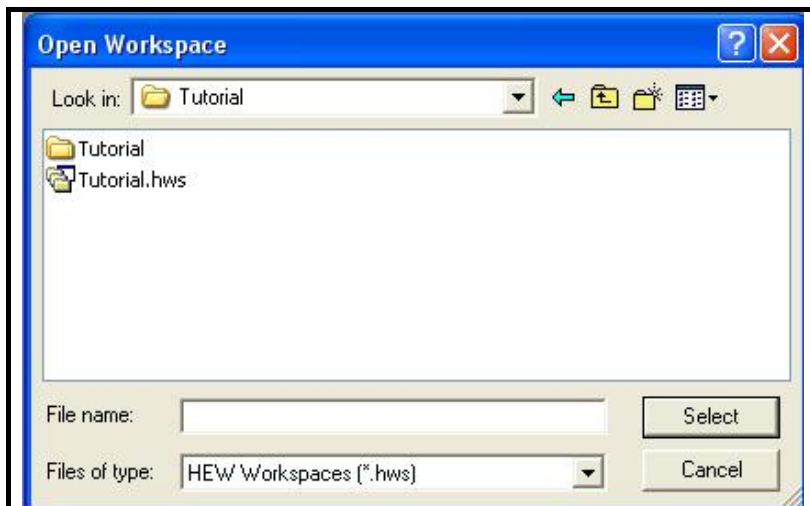 Open Workspace
Look in: Tutorial
Tutorial
Tutorial.hws
File name: Select
Files of type: HEW Workspaces (*.hws) Cancel